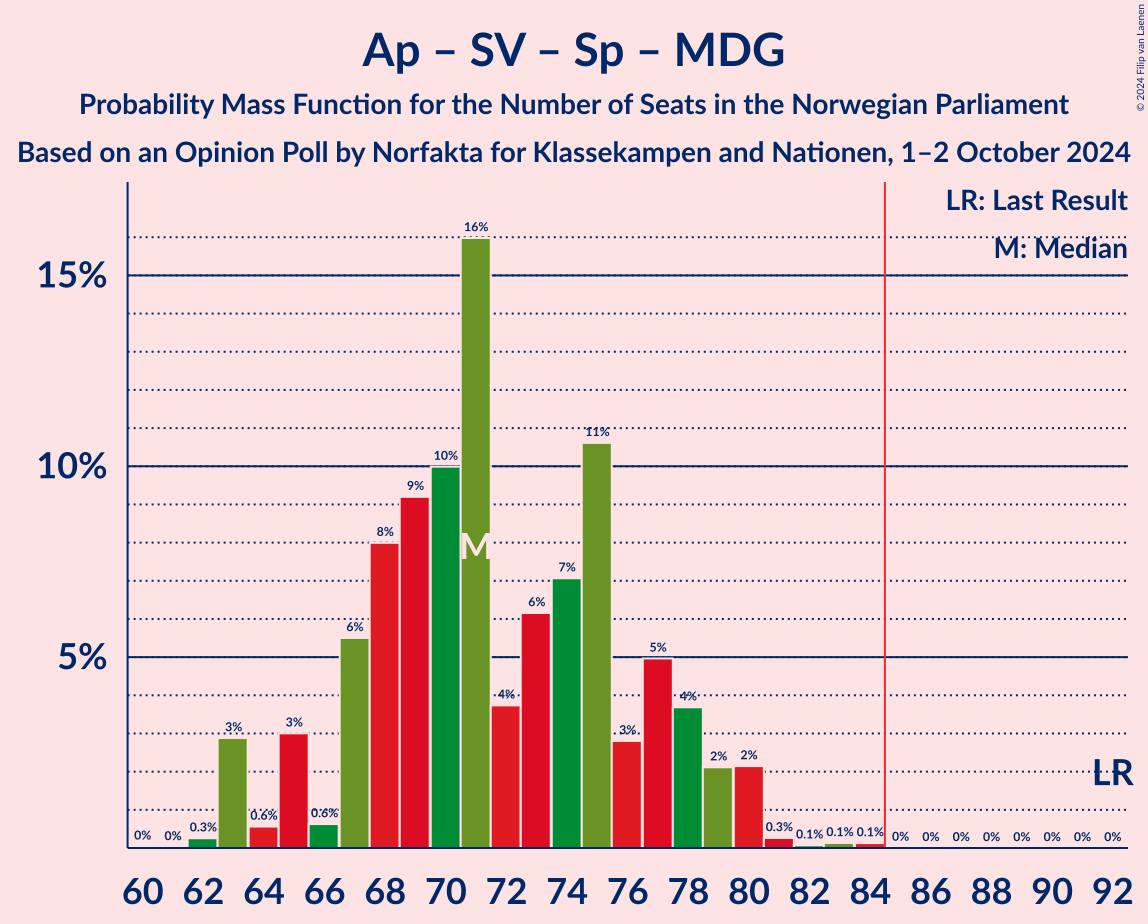 Ap – SV – Sp – MDG
Probability Mass Function for the Number of Seats in the Norwegian Parliament
Based on an Opinion Poll by Norfakta for Klassekampen and Nationen, 1–2 October 2024
© 2024 Filip van Laenen
LR: Last Result
M: Median
15%
10%
5%
0% 0% 0.3% 3% 0.6% 3% 0.6% 6% 8% 9% 10% 16% 4% 6% 7% 11% 3% 5% 4% 2% 2% 0.3% 0.1% 0.1% 0.1% 0% 0% 0% 0% 0% 0% 0% 0%
M
LR
60 62 64 66 68 70 72 74 76 78 80 82 84 86 88 90 92